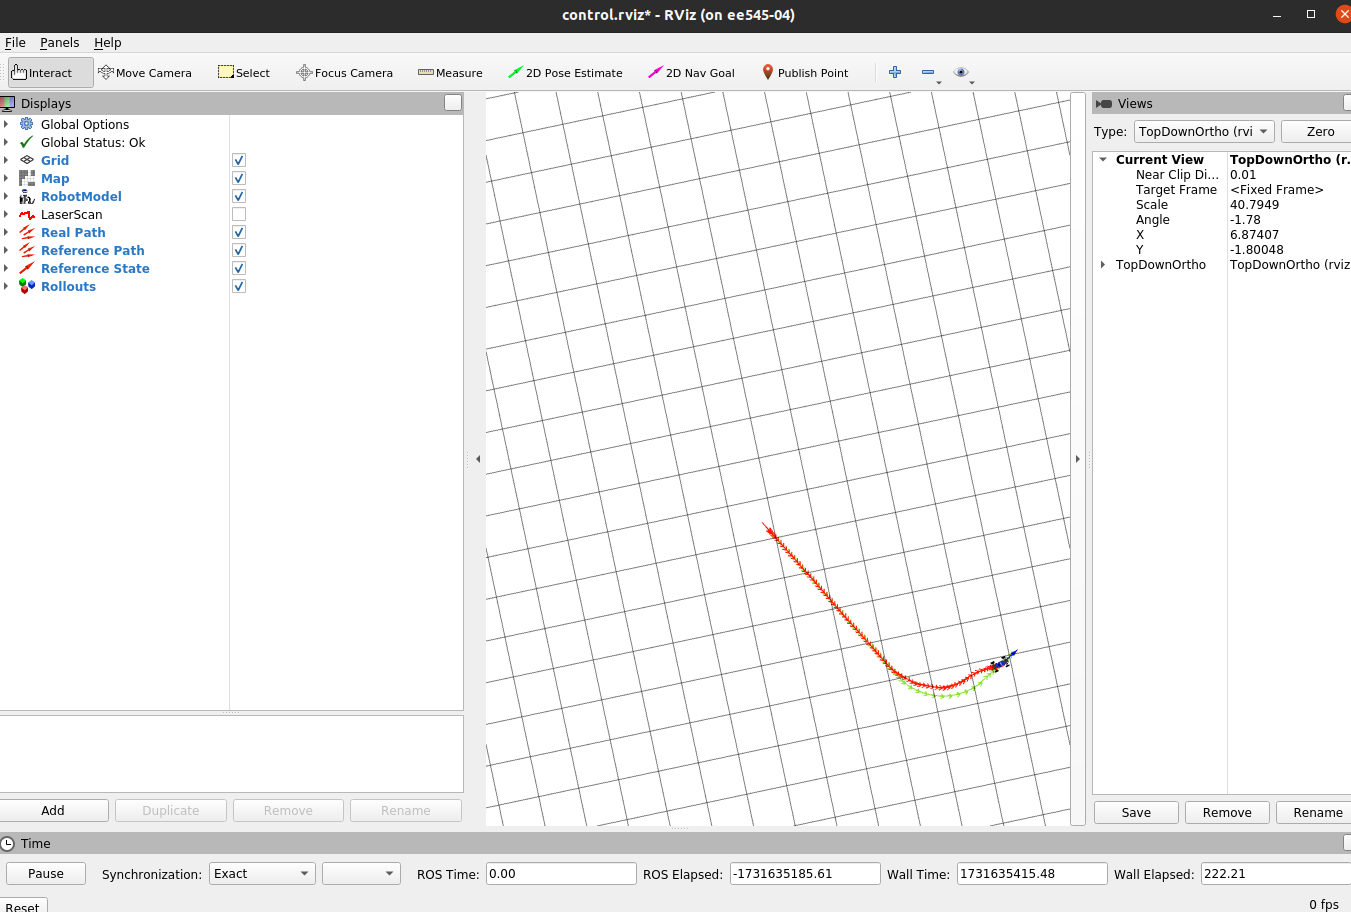 control.rviz* - RViz (on ee545-04)
File Panels Help
Interact Move Camera Select Focus Camera Measure 2D Pose Estimate 2D Nav Goal Publish Point
Displays
Global Options
Global Status: Ok
Grid
Map
RobotModel
LaserScan
Real Path
Reference Path
Reference State
Rollouts
Add Duplicate Remove Rename
Views
Type: TopDownOrtho (rvi Zero
Current View TopDownOrtho (r.
Near Clip Di... 0.01
Target Frame <Fixed Frame>
Scale 40.7949
Angle -1.78
X 6.87407
Y -1.80048
TopDownOrtho TopDownOrtho (rviz
Save Remove Rename
Time
Pause Synchronization: Exact ROS Time: 0.00 ROS Elapsed: -1731635185.61 Wall Time: 1731635415.48 Wall Elapsed: 222.21
Reset 0 fps